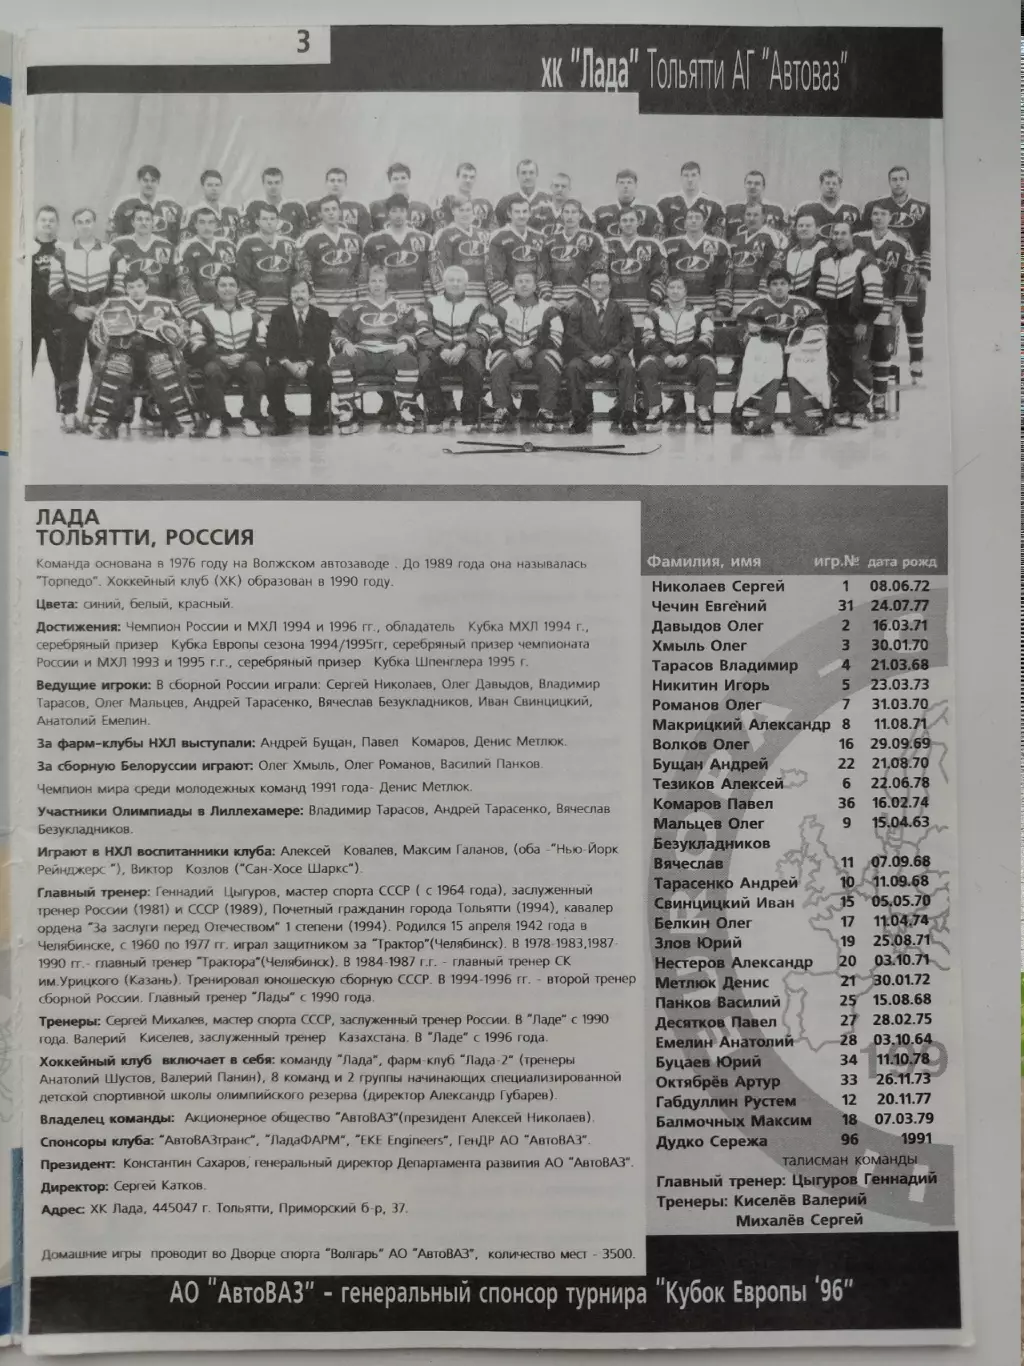 3
хк "Лада" Тольятти АГ "Автоваз"
ЛАДА
ТОЛЬЯТТИ, РОССИЯ
Команда основана в 1976 году на Волжском автозаводе . До 1989 года она называлась
"Торпедо". Хоккейный клуб (ХК) образован в 1990 году.
Цвета: синий, белый, красный.
Достижения: Чемпион России и МХЛ 1994 и 1996 гг., обладатель Кубка МХЛ 1994 г.,
серебряный призер Кубка Европы сезона 1994/1995гг, серебряный призер чемпионата
России и МХЛ 1993 и 1995 г.г., серебряный призер Кубка Шпенглера 1995 г.
Ведущие игроки: В сборной России играли: Сергей Николаев, Олег Давыдов, Владимир
Тарасов, Олег Мальцев, Андрей Тарасенко, Вячеслав Безукладников, Иван Свинцицкий,
Анатолий Емелин.
За фарм-клубы НХЛ выступали: Андрей Бущан, Павел Комаров, Денис Метлюк.
За сборную Белоруссии играют: Олег Хмыль, Олег Романов, Василий Панков.
Чемпион мира среди молодежных команд 1991 года- Денис Метлюк.
Участники Олимпиады в Лиллехамере: Владимир Тарасов, Андрей Тарасенко, Вячеслав
Безукладников.
Играют в НХЛ воспитанники клуба: Алексей Ковалев, Максим Галанов, (оба -"Нью-Йорк
Рейнджерс "), Виктор Козлов ("Сан-Хосе Шаркс").
Главный тренер: Геннадий Цыгуров, мастер спорта СССР ( с 1964 года), заслуженный
тренер России (1981) и СССР (1989), Почетный гражданин города Тольятти (1994), кавалер
ордена "За заслуги перед Отечеством" 1 степени (1994). Родился 15 апреля 1942 года в
Челябинске, с 1960 по 1977 гг. играл защитником за "Трактор"(Челябинск). В 1978-1983,1987-
1990 гг.- главный тренер "Трактора"(Челябинск). В 1984-1987 г.г. - главный тренер СК
им.Урицкого (Казань). Тренировал юношескую сборную СССР. В 1994-1996 гг. - второй тренер
сборной России. Главный тренер "Лады" с 1990 года.
Тренеры: Сергей Михалев, мастер спорта СССР, заслуженный тренер России. В "Ладе" с 1990
года. Валерий Киселев, заслуженный тренер Казахстана. В "Ладе" с 1996 года.
Хоккейный клуб включает в себя: команду "Лада", фарм-клуб "Лада-2" (тренеры
Анатолий Шустов, Валерий Панин), 8 команд и 2 группы начинающих специализированной
детской спортивной школы олимпийского резерва (директор Александр Губарев).
Владелец команды: Акционерное общество "АвтоВАЗ"(президент Алексей Николаев).
Спонсоры клуба: "АвтоВАЗтранс", "ЛадаФАРМ", "EKE Engineers", ГенДР АО "АвтоВАЗ".
Президент: Константин Сахаров, генеральный директор Департамента развития АО "АвтоВАЗ".
Директор: Сергей Катков.
Адрес: ХК Лада, 445047 г. Тольятти, Приморский б-р, 37.
Домашние игры проводит во Дворце спорта "Волгарь" АО "АвтоВАЗ", количество мест - 3500.
Фамилия, имя игр.№ дата рожд
Николаев Сергей 1 08.06.72
Чечин Евгений 31 24.07.77
Давыдов Олег 2 16.03.71
Хмыль Олег 3 30.01.70
Тарасов Владимир 4 21.03.68
Никитин Игорь 5 23.03.73
Романов Олег 7 31.03.70
Макрицкий Александр 8 11.08.71
Волков Олег 16 29.09.69
Бущан Андрей 22 21.08.70
Тезиков Алексей 6 22.06.78
Комаров Павел 36 16.02.74
Мальцев Олег 9 15.04.63
Безукладников
Вячеслав 11 07.09.68
Тарасенко Андрей 10 11.09.68
Свинцицкий Иван 15 05.05.70
Белкин Олег 17 11.04.74
Злов Юрий 19 25.08.71
Нестеров Александр 20 03.10.71
Метлюк Денис 21 30.01.72
Панков Василий 25 15.08.68
Десятков Павел 27 28.02.75
Емелин Анатолий 28 03.10.64
Буцаев Юрий 34 11.10.78
Октябрёв Артур 33 26.11.73
Габдуллин Рустем 12 20.11.77
Балмочных Максим 18 07.03.79
Дудко Сережа 96 1991
талисман команды
Главный тренер: Цыгуров Геннадий
Тренеры: Киселёв Валерий
Михалёв Сергей
АО "АвтоВАЗ" - генеральный спонсор турнира "Кубок Европы '96"